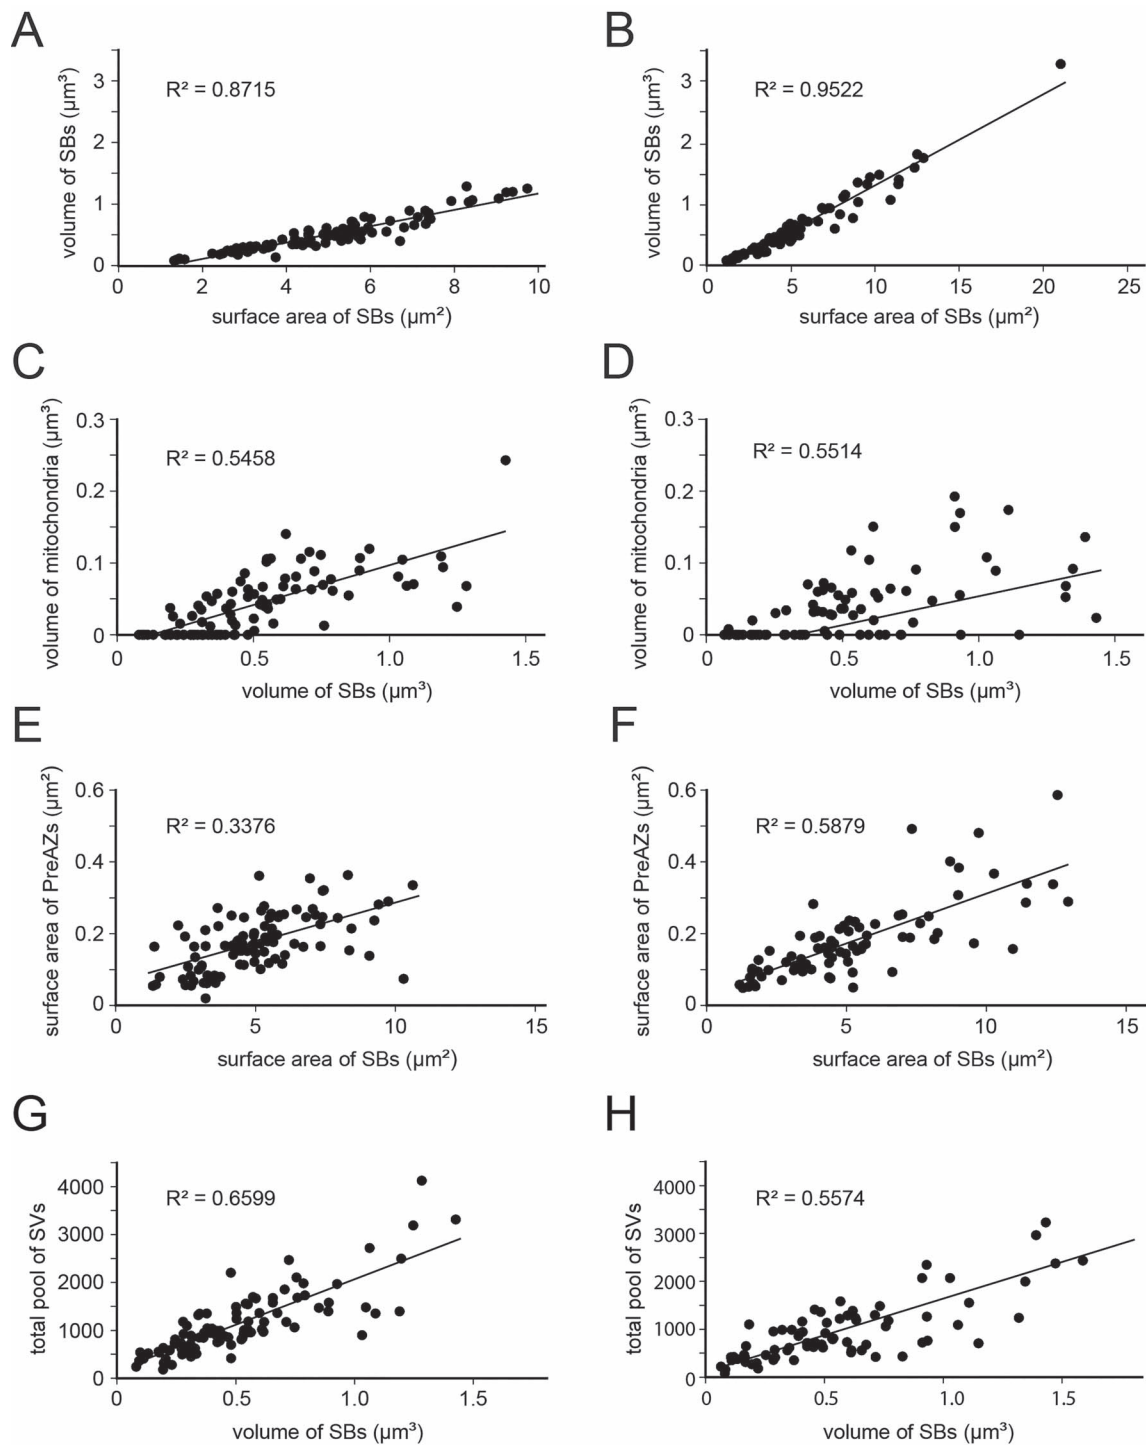 A
R² = 0.8715
volume of SBs (µm³)
3
2
1
0
0 2 4 6 8 10
surface area of SBs (µm²)
B
R² = 0.9522
volume of SBs (µm³)
3
2
1
0
0 5 10 15 20 25
surface area of SBs (µm²)
C
R² = 0.5458
volume of mitochondria (µm³)
0.3
0.2
0.1
0
0 0.5 1.0 1.5
volume of SBs (µm³)
D
R² = 0.5514
volume of mitochondria (µm³)
0.3
0.2
0.1
0
0 0.5 1.0 1.5
volume of SBs (µm³)
E
R² = 0.3376
surface area of PreAZs (µm²)
0.6
0.4
0.2
0
0 5 10 15
surface area of SBs (µm²)
F
R² = 0.5879
surface area of PreAZs (µm²)
0.6
0.4
0.2
0
0 5 10 15
surface area of SBs (µm²)
G
R² = 0.6599
total pool of SVs
4000
3000
2000
1000
0
0 0.5 1.0 1.5
volume of SBs (µm³)
H
R² = 0.5574
total pool of SVs
4000
3000
2000
1000
0
0 0.5 1.0 1.5
volume of SBs (µm³)